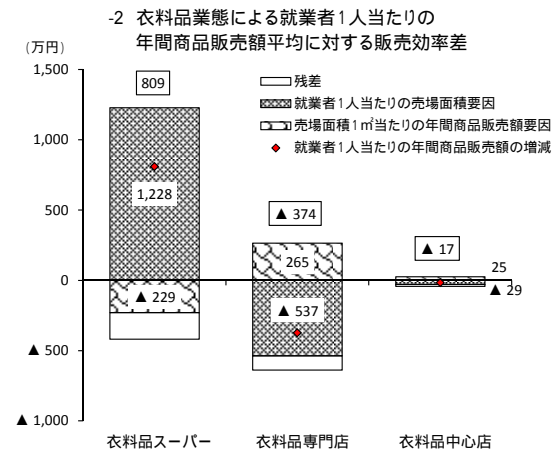 -2 衣料品業態による就業者1人当たりの
年間商品販売額平均に対する販売効率差
(万円)
1,500
1,000
500
0
▲ 500
▲ 1,000
残差
就業者1人当たりの売場面積要因
売場面積1㎡当たりの年間商品販売額要因
就業者1人当たりの年間商品販売額の増減
809
1,228
▲ 229
▲ 374
265
▲ 537
▲ 17
25
▲ 29
衣料品スーパー
衣料品専門店
衣料品中心店